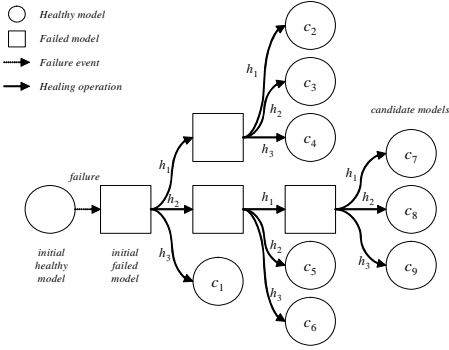 Healthy model
Failed model
Failure event
Healing operation
c2
h1
c3
h2
c4
h3
candidate models
c7
h1
h2
c8
h3
c9
failure
h1
h2
h3
h1
h2
h3
c5
c6
c1
initial
healthy
model
initial
failed
model